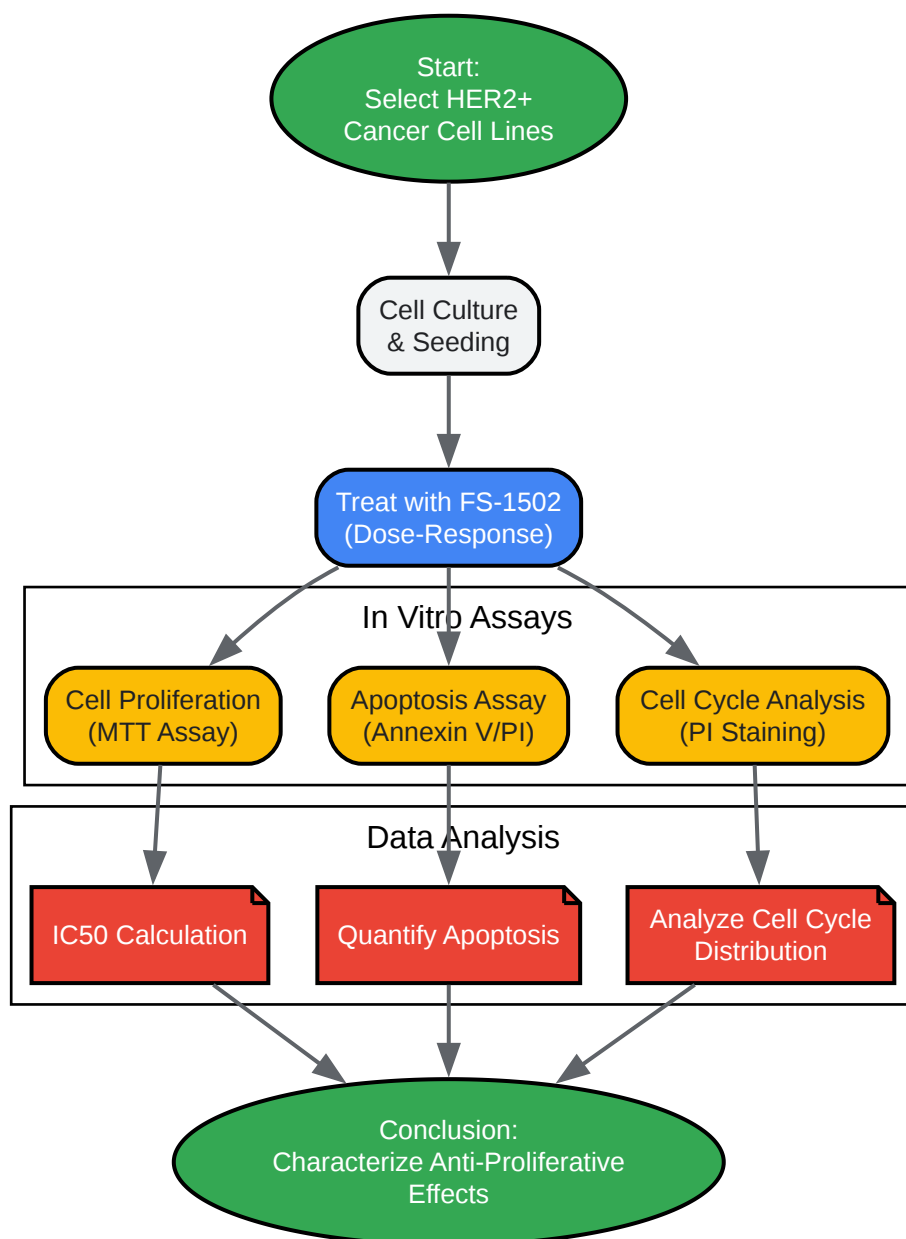 Start:
Select HER2+
Cancer Cell Lines
Cell Culture
& Seeding
Treat with FS-1502
(Dose-Response)
In Vitro Assays
Cell Proliferation
(MTT Assay)
Apoptosis Assay
(Annexin V/PI)
Cell Cycle Analysis
(PI Staining)
Data Analysis
IC50 Calculation
Quantify Apoptosis
Analyze Cell Cycle
Distribution
Conclusion:
Characterize Anti-Proliferative
Effects